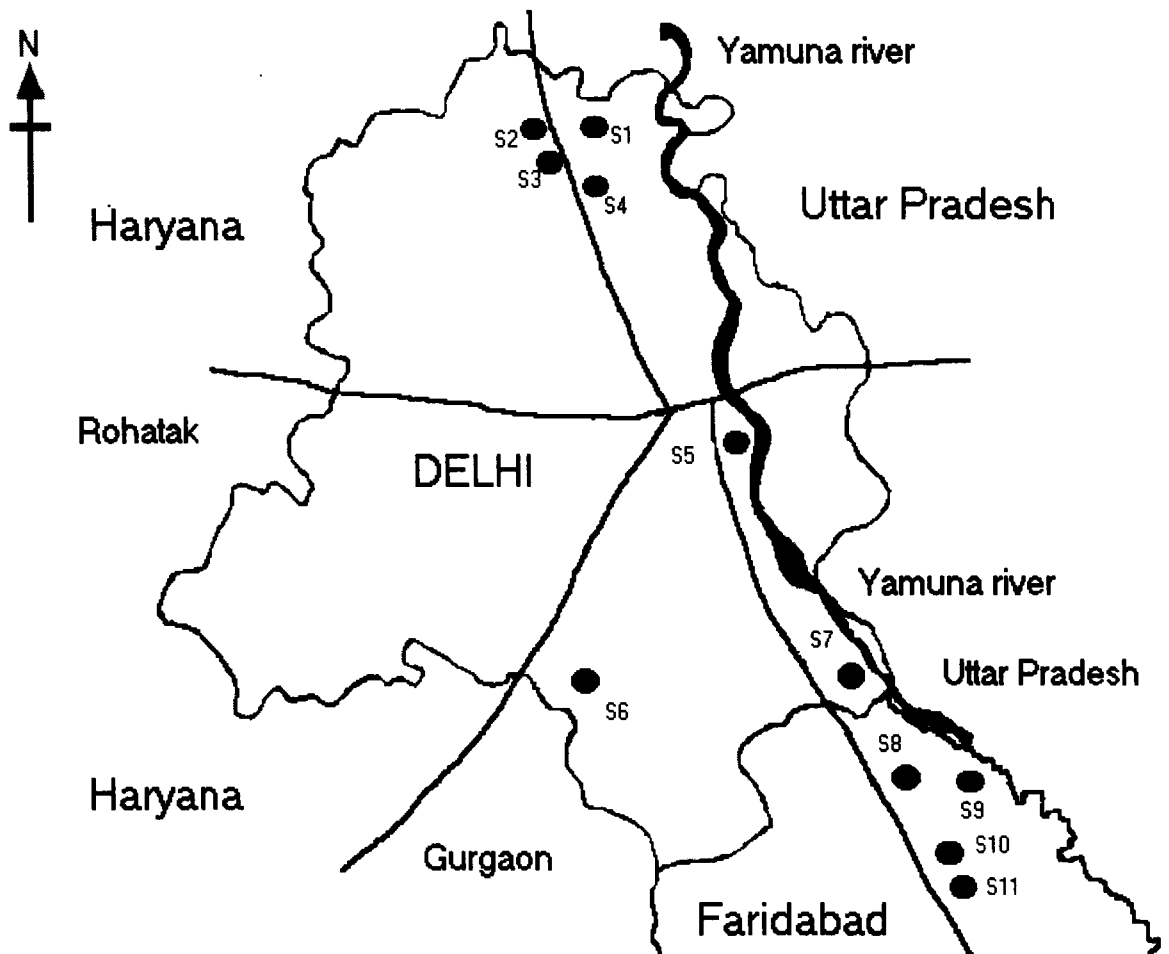 N
Yamuna river
S2
S1
S3
S4
Haryana
Uttar Pradesh
Rohatak
DELHI
S5
Yamuna river
S7
Uttar Pradesh
S6
S8
Haryana
S9
Gurgaon
S10
S11
Faridabad